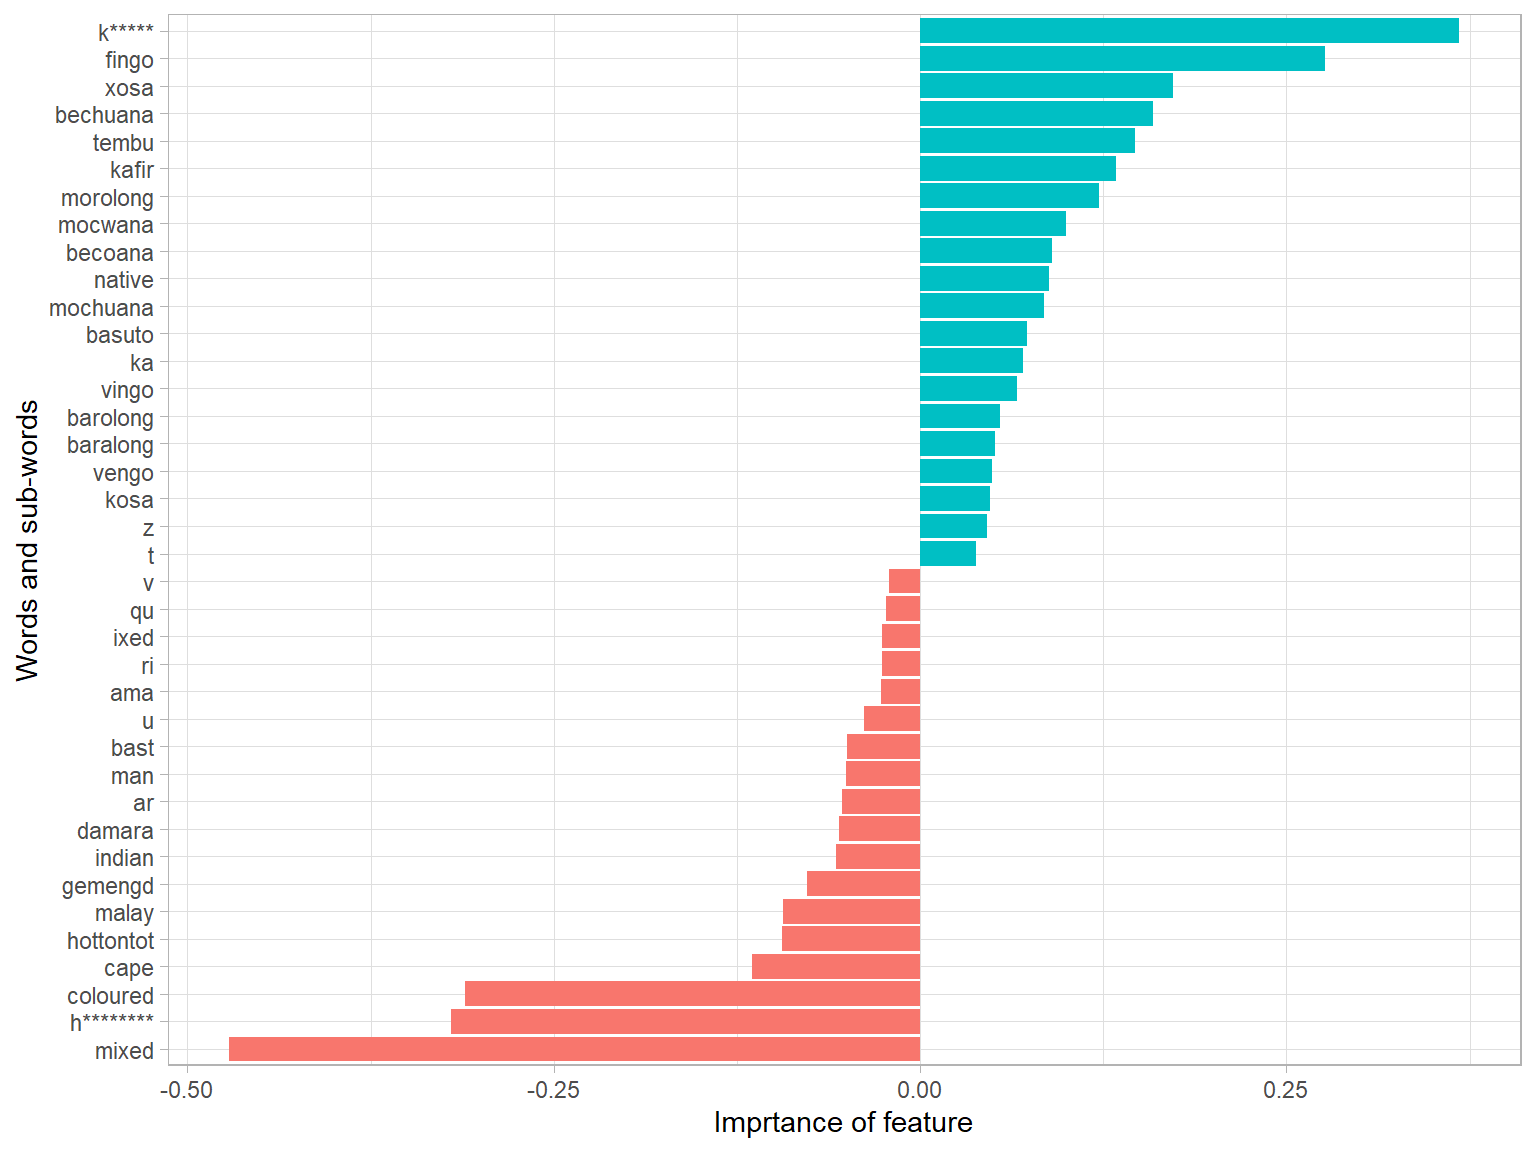 k*****
fingo
xosa
bechuana
tembu
kafir
morolong
mocwana
becoana
native
mochuana
basuto
ka
vingo
barolong
baralong
vengo
kosa
z
t
v
qu
ixed
ri
ama
u
bast
man
ar
damara
indian
gemengd
malay
hottontot
cape
coloured
h********
mixed
Words and sub-words
-0.50 -0.25 0.00 0.25
Imprtance of feature